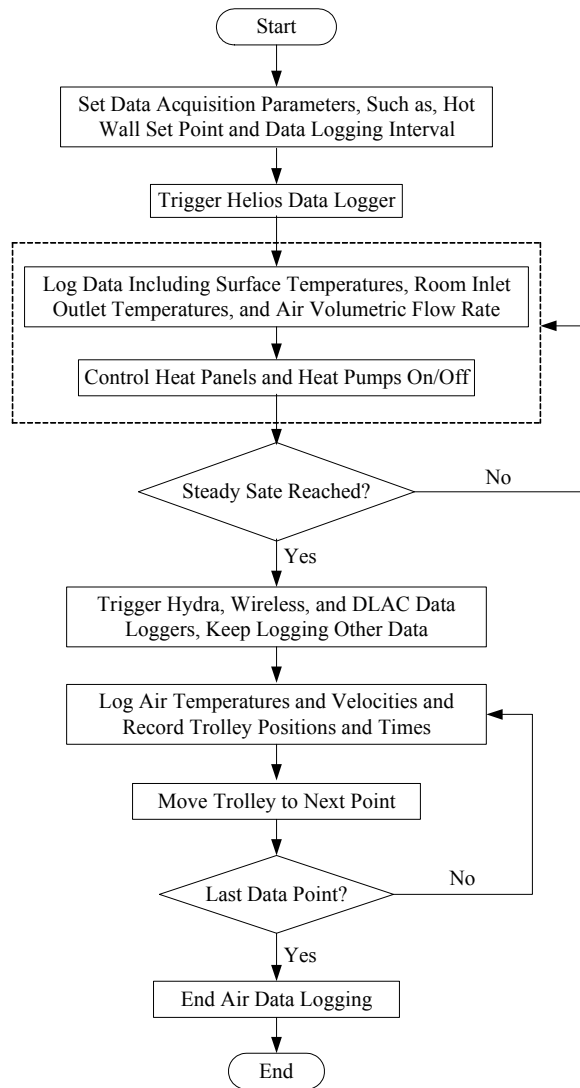 Start
Set Data Acquisition Parameters, Such as, Hot
Wall Set Point and Data Logging Interval
Trigger Helios Data Logger
Log Data Including Surface Temperatures, Room Inlet
Outlet Temperatures, and Air Volumetric Flow Rate
Control Heat Panels and Heat Pumps On/Off
Steady Sate Reached?
No
Yes
Trigger Hydra, Wireless, and DLAC Data
Loggers, Keep Logging Other Data
Log Air Temperatures and Velocities and
Record Trolley Positions and Times
Move Trolley to Next Point
Last Data Point?
No
Yes
End Air Data Logging
End